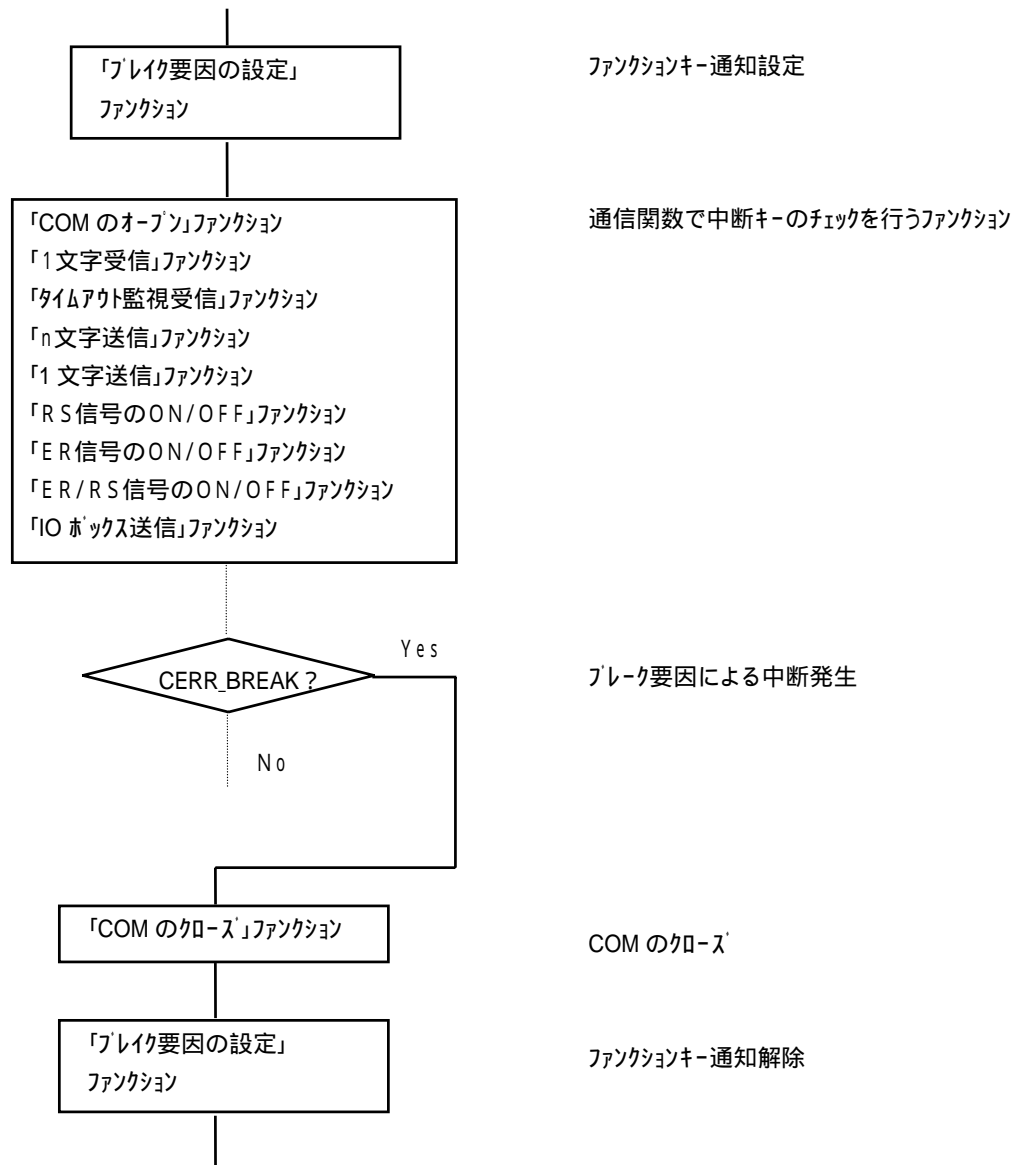 「ﾌﾞﾚｲｸ要因の設定」
ﾌｧﾝｸｼｮﾝ
ﾌｧﾝｸｼｮﾝｷｰ通知設定
「COM のｵｰﾌﾟﾝ」ﾌｧﾝｸｼｮﾝ
「1文字受信」ﾌｧﾝｸｼｮﾝ
「ﾀｲﾑｱｳﾄ監視受信」ﾌｧﾝｸｼｮﾝ
「n文字送信」ﾌｧﾝｸｼｮﾝ
「1 文字送信」ﾌｧﾝｸｼｮﾝ
「ＲＳ信号のＯＮ/ＯＦＦ」ﾌｧﾝｸｼｮﾝ
「ＥＲ信号のＯＮ/ＯＦＦ」ﾌｧﾝｸｼｮﾝ
「ＥＲ/ＲＳ信号のＯＮ/ＯＦＦ」ﾌｧﾝｸｼｮﾝ
「IO ﾎﾞｯｸｽ送信」ﾌｧﾝｸｼｮﾝ
通信関数で中断ｷｰのﾁｪｯｸを行うﾌｧﾝｸｼｮﾝ
CERR_BREAK？
Ｙｅｓ
Ｎｏ
ﾌﾞﾚｰｸ要因による中断発生
「COM のｸﾛｰｽﾞ」ﾌｧﾝｸｼｮﾝ
COM のｸﾛｰｽﾞ
「ﾌﾞﾚｲｸ要因の設定」
ﾌｧﾝｸｼｮﾝ
ﾌｧﾝｸｼｮﾝｷｰ通知解除